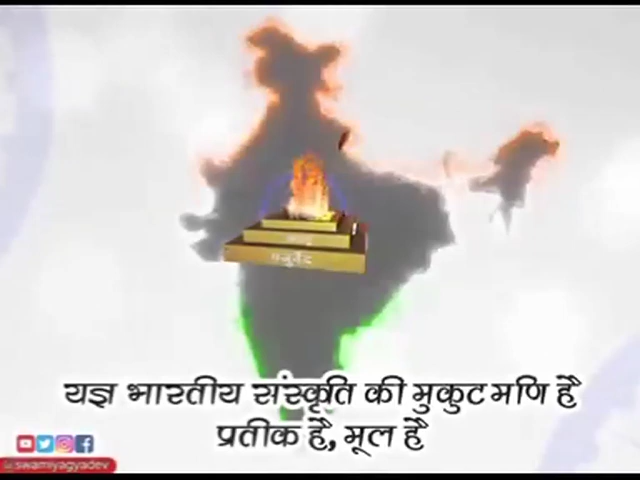 यजुर्वेद
यज्ञ भारतीय संस्कृति की मुकुटमणि है
प्रतीक है, मूल है
swamiyagyadev